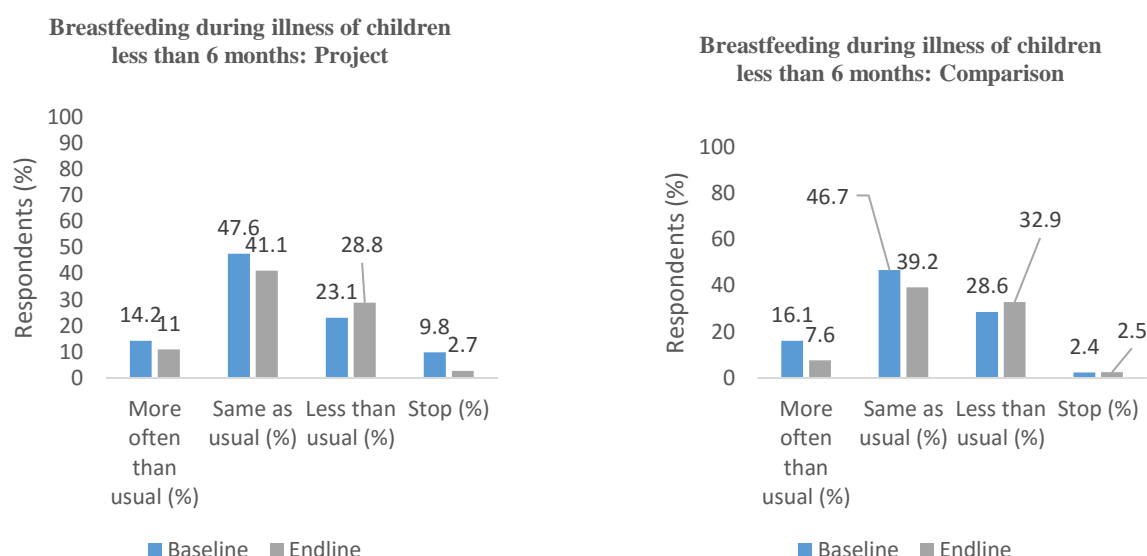 Breastfeeding during illness of children
less than 6 months: Project
100
90
80
70
60
50
40
30
20
10
0
Respondents (%)
14.2
11
47.6
41.1
23.1
28.8
9.8
2.7
More
often
than
usual (%)
Same as
usual (%)
Less than
usual (%)
Stop (%)
Baseline
Endline
Breastfeeding during illness of children
less than 6 months: Comparison
100
80
60
40
20
0
Respondents (%)
16.1
7.6
46.7
39.2
28.6
32.9
2.4
2.5
More
often
than
usual (%)
Same as
usual (%)
Less than
usual (%)
Stop (%)
Baseline
Endline